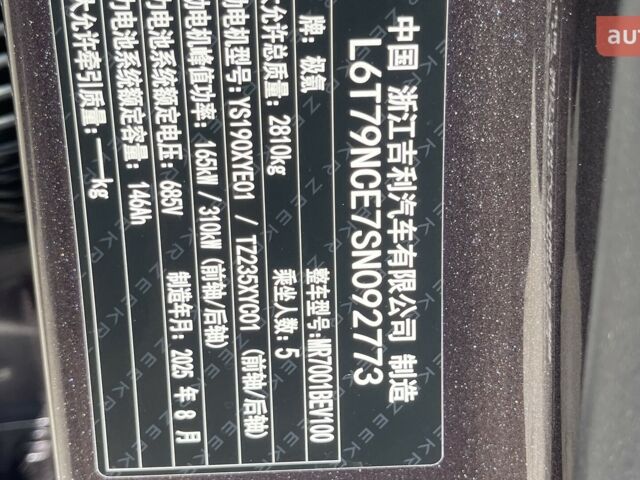 中国 浙江吉利汽车有限公司 制造
L6T79NCE7SN092773
牌: 极氪 整车型号: MR7001BEV100
大允许总质量: 2810kg 乘坐人数: 5
动电机型号: YS190XYE01 / TZ235XYC01 (前轴/后轴)
动电机峰值功率: 165kW / 310kW (前轴/后轴)
力电池系统额定电压: 685V 制造年月: 2025 年 8 月
力电池系统额定容量: 146Ah
大允许牵引质量: — kg
ZEEKR
au